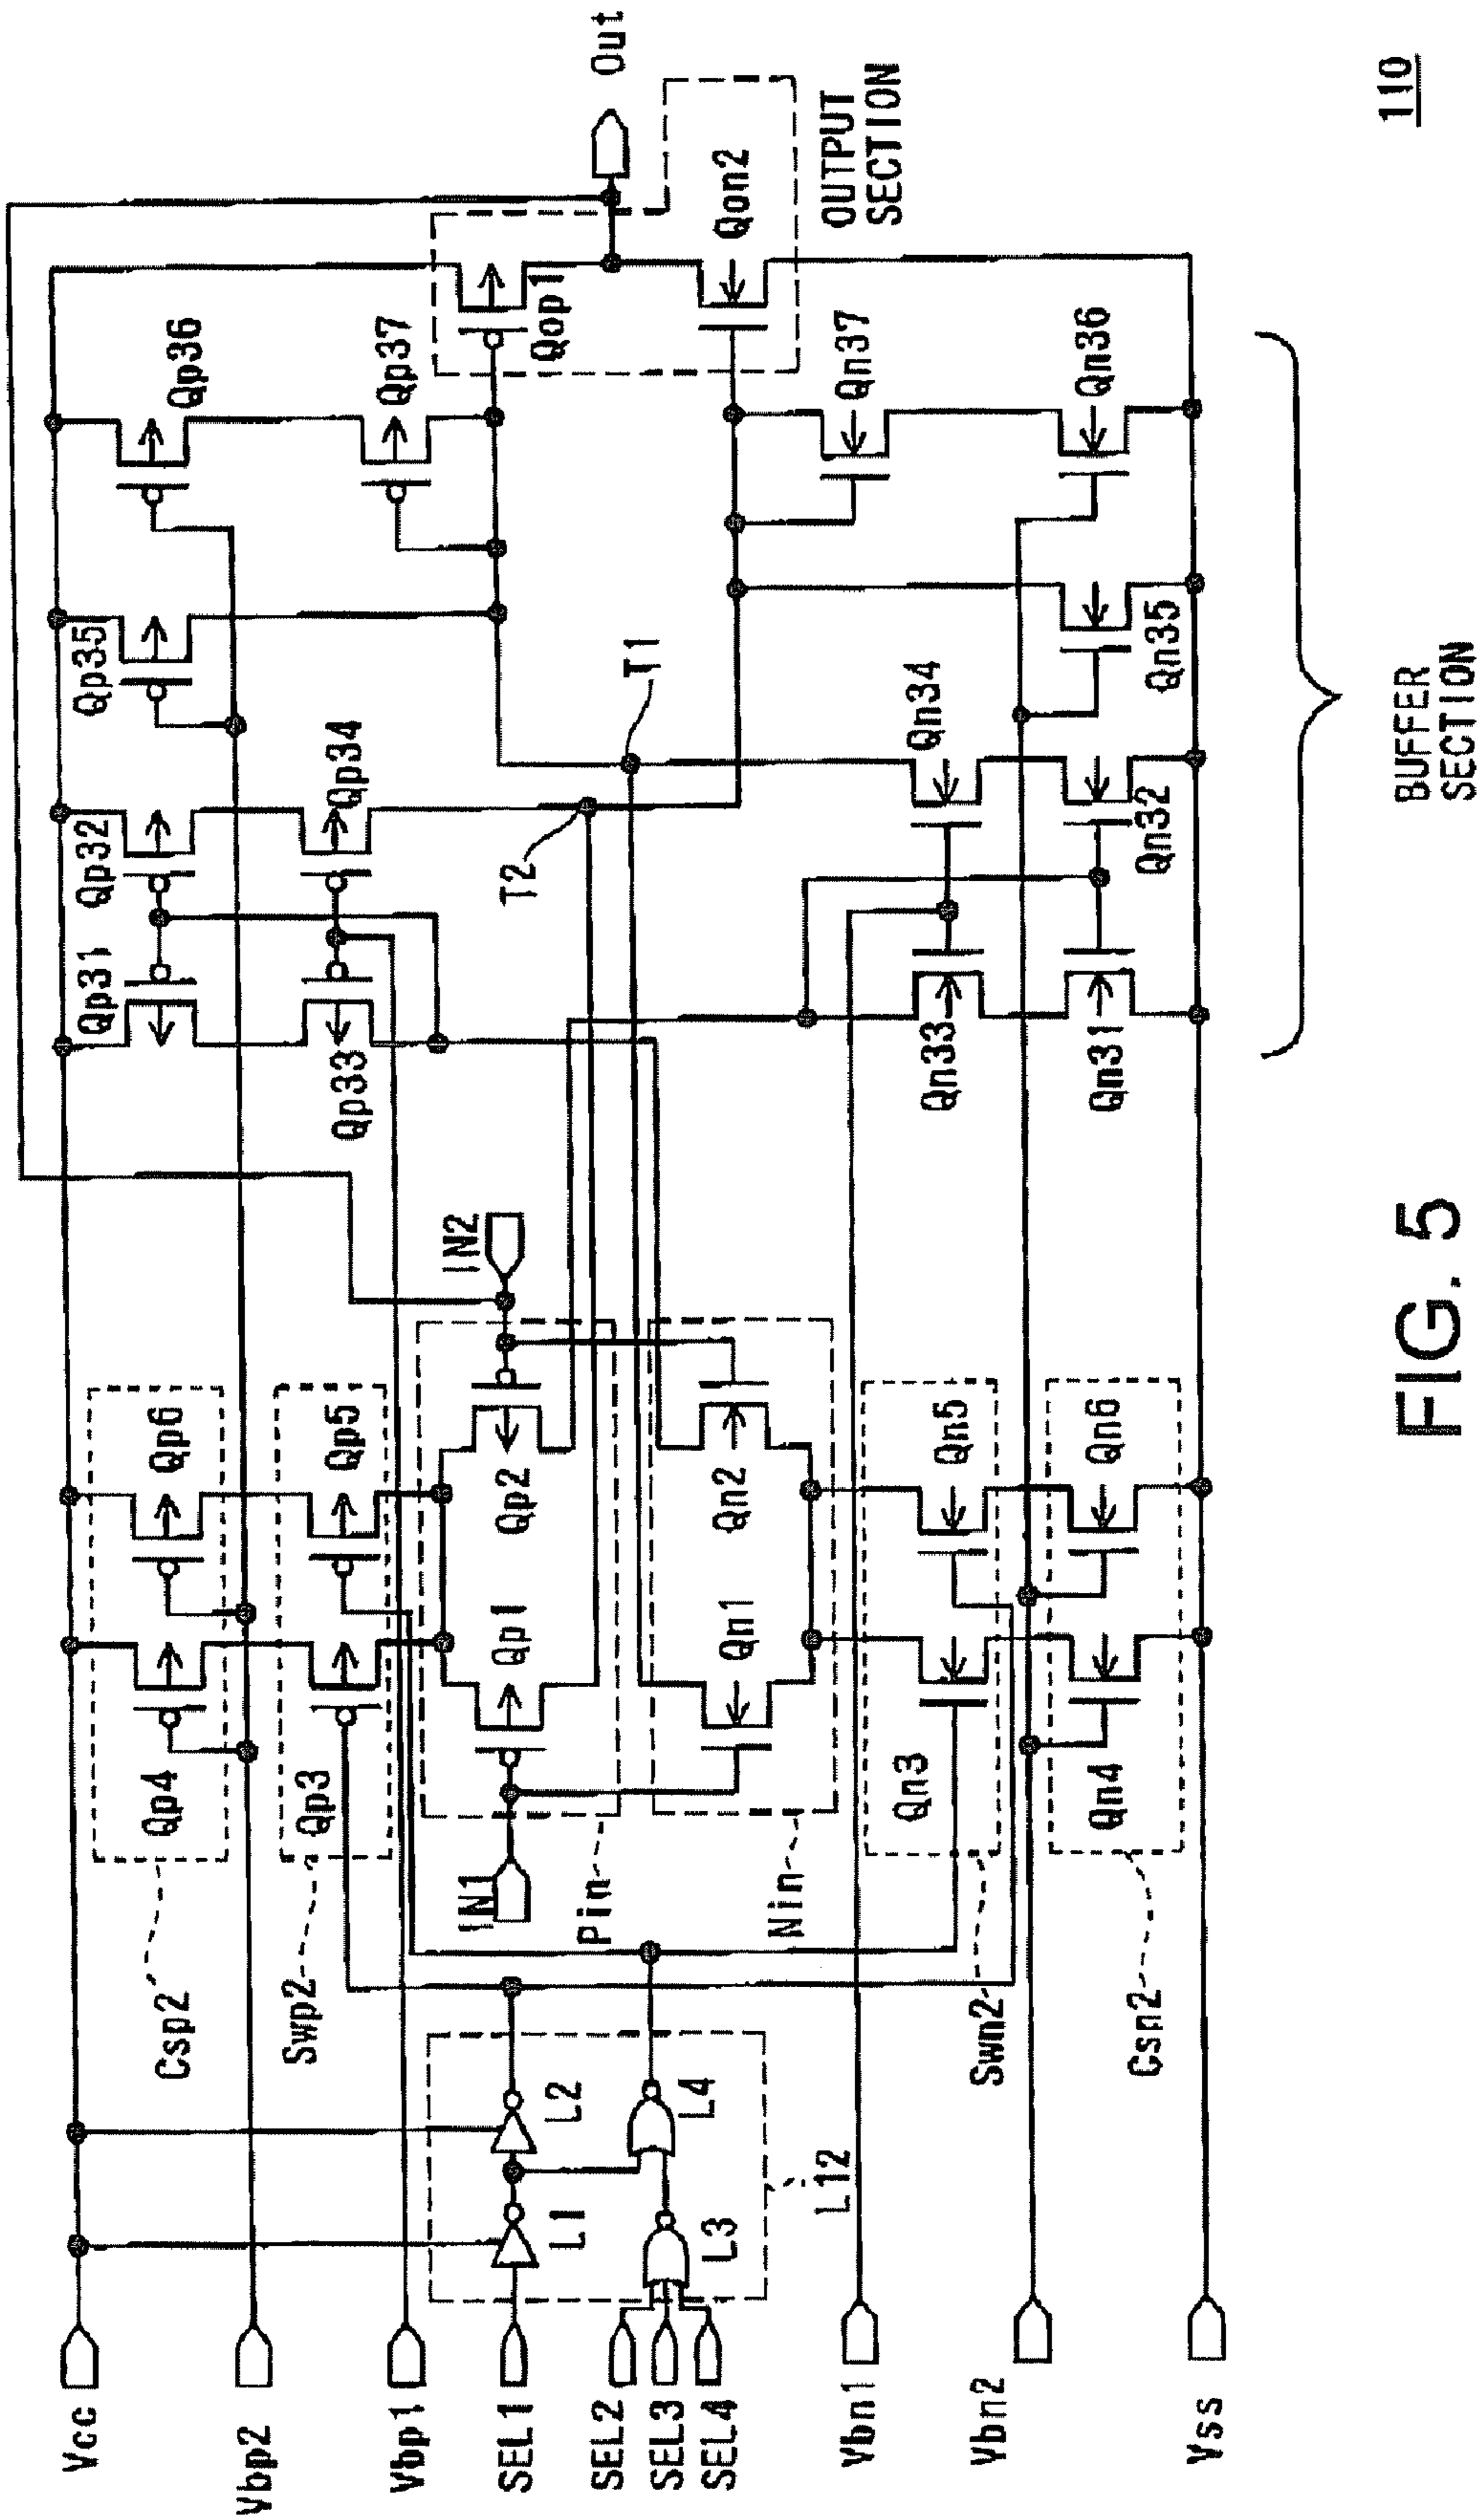 Vcc
Vbp2
Vbp1
SEL1
SEL2
SEL3
SEL4
Vbn1
Vbn2
Vss
L1
L2
L3
L4
L12
Csp2
Swp2
IN1
Pin
Nin
Swn2
Csn2
Qp4
Qp6
Qp3
Qp5
Qp1
Qp2
IN2
Qn1
Qn2
Qn3
Qn5
Qn4
Qn6
Qp31
Qp32
Qp33
Qp34
Qp35
Qp36
Qp37
T2
T1
Qn33
Qn34
Qn31
Qn32
Qn35
Qn37
Qn36
Qop1
Qon2
Out
OUTPUT
SECTION
BUFFER
SECTION
FIG. 5
110